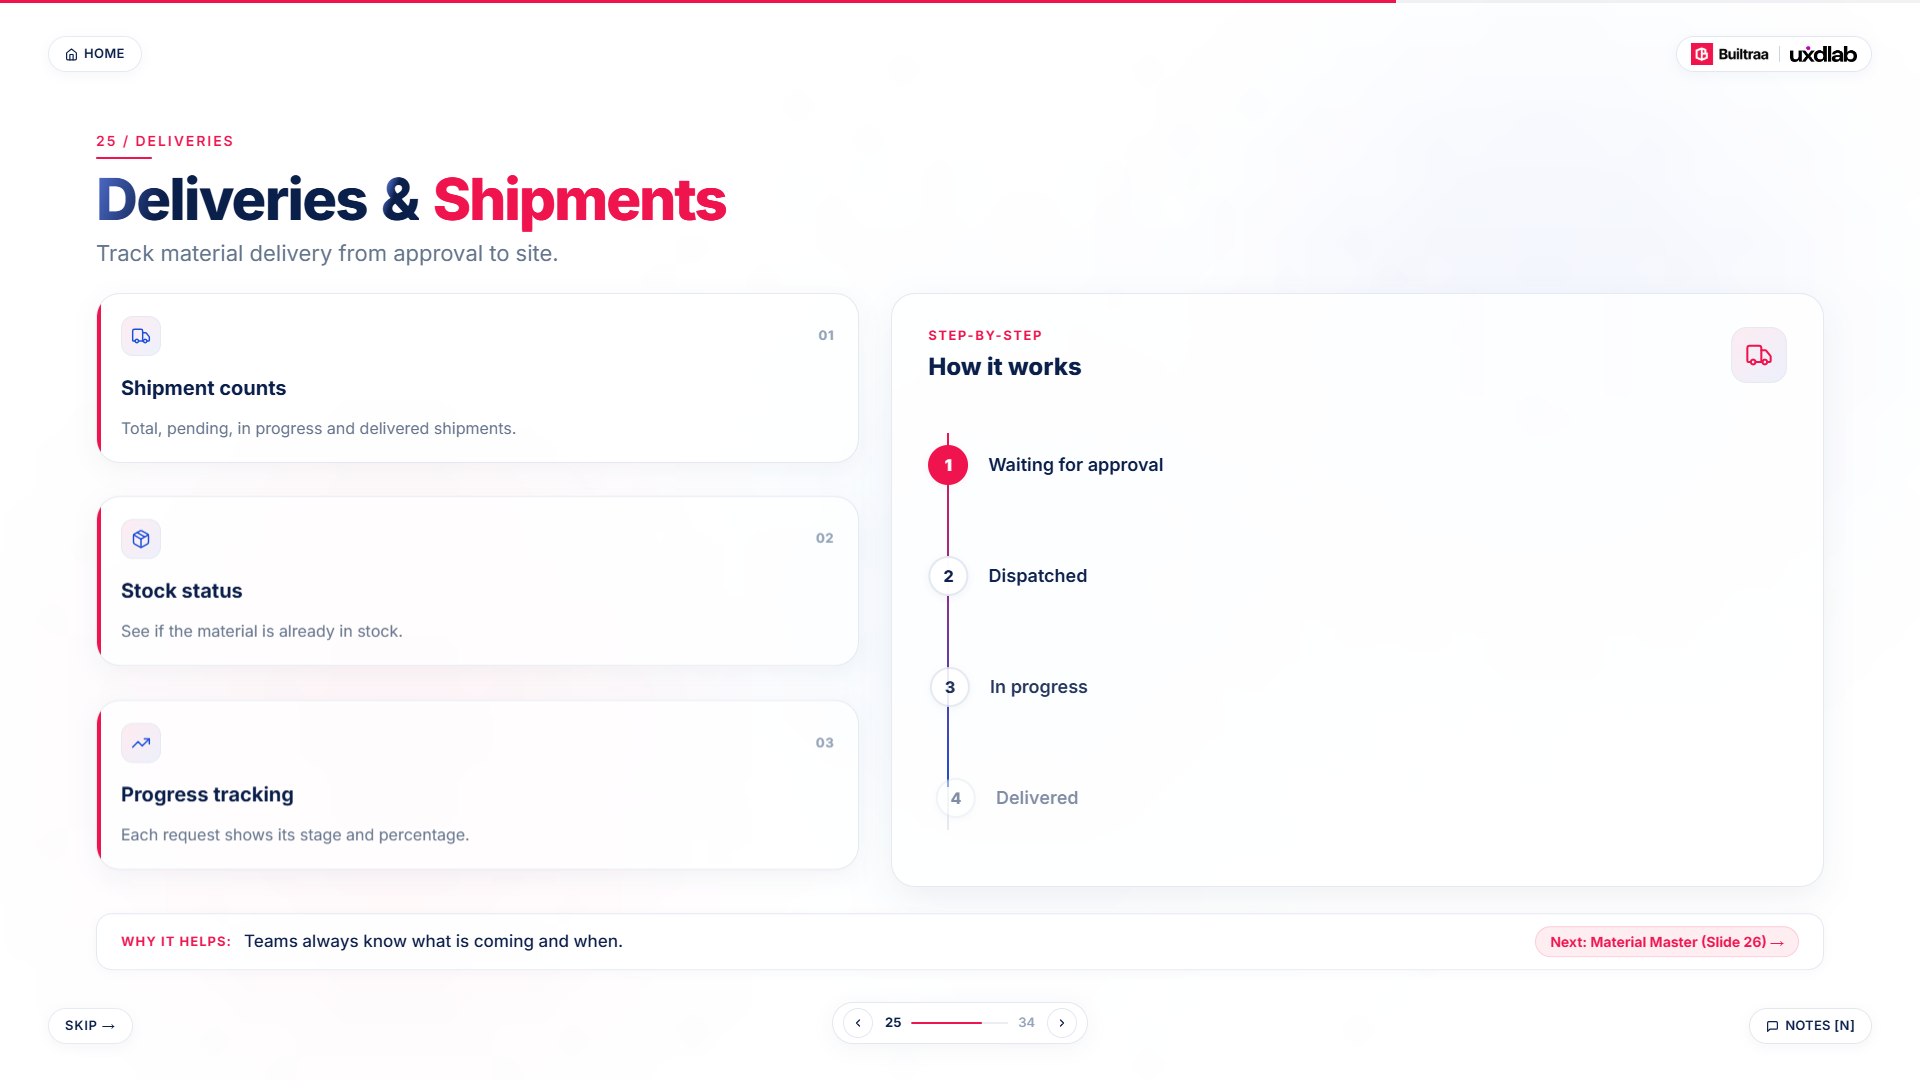 HOME
Builtraa
uxdlab
25 / DELIVERIES
Deliveries & Shipments
Track material delivery from approval to site.
01
Shipment counts
Total, pending, in progress and delivered shipments.
02
Stock status
See if the material is already in stock.
03
Progress tracking
Each request shows its stage and percentage.
STEP-BY-STEP
How it works
1 Waiting for approval
2 Dispatched
3 In progress
4 Delivered
WHY IT HELPS: Teams always know what is coming and when.
Next: Material Master (Slide 26) →
SKIP →
25 34
NOTES [N]